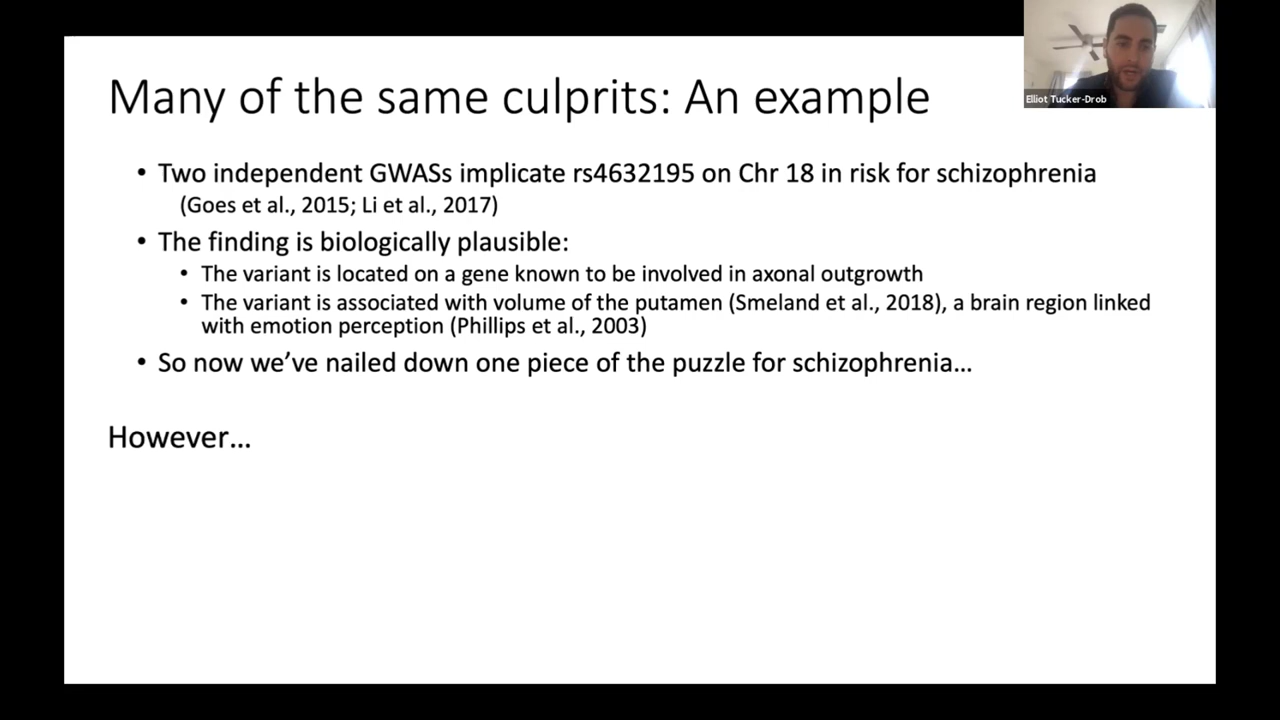 Many of the same culprits: An example
Elliot Tucker-Drob
• Two independent GWASs implicate rs4632195 on Chr 18 in risk for schizophrenia
(Goes et al., 2015; Li et al., 2017)
• The finding is biologically plausible:
• The variant is located on a gene known to be involved in axonal outgrowth
• The variant is associated with volume of the putamen (Smeland et al., 2018), a brain region linked
with emotion perception (Phillips et al., 2003)
• So now we’ve nailed down one piece of the puzzle for schizophrenia…
However…